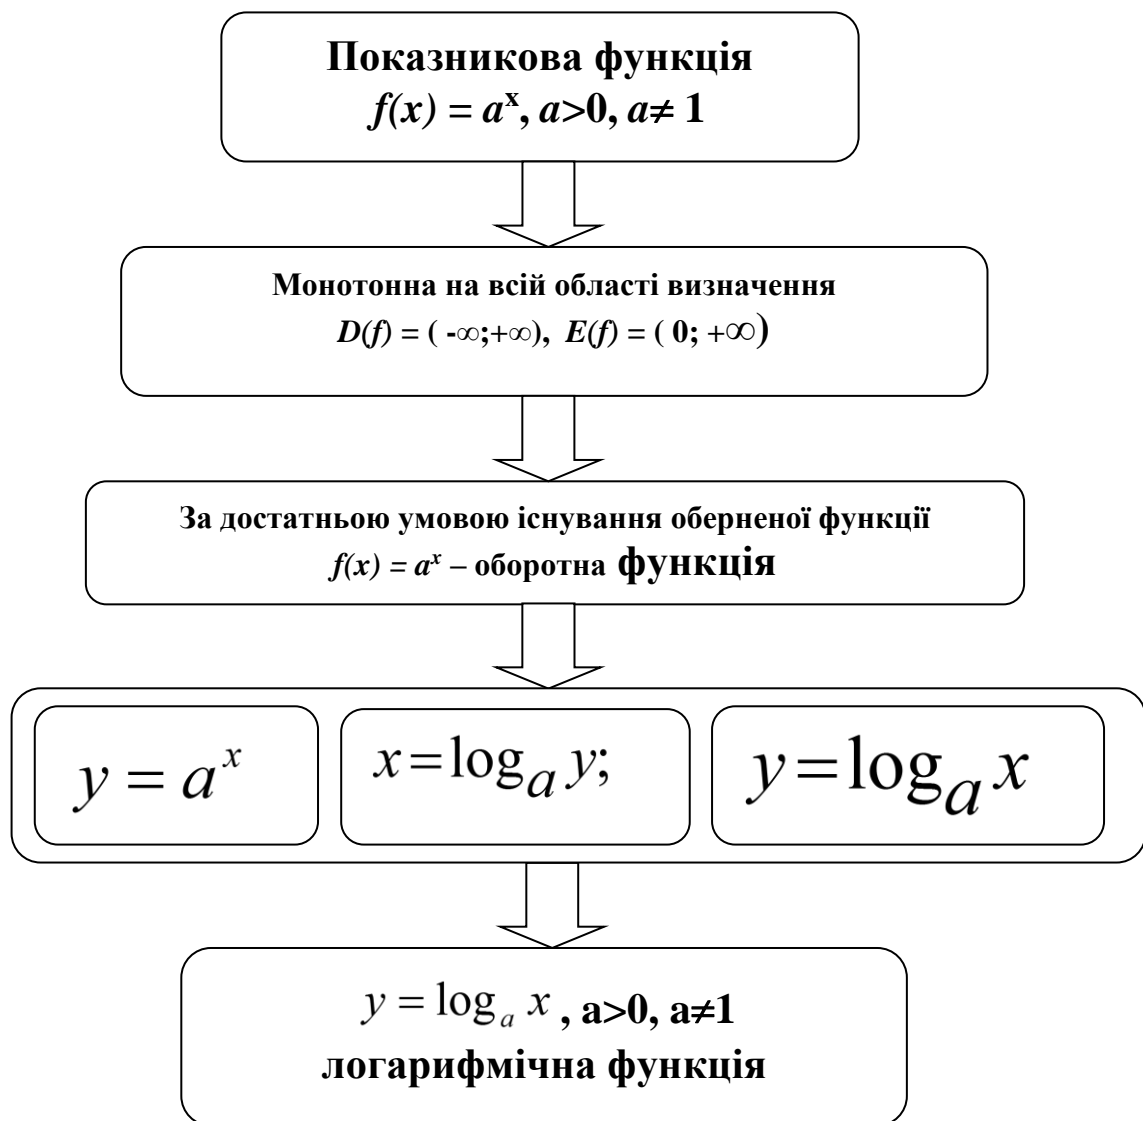 Показникова функція
f(x) = aˣ, a>0, a≠ 1
Монотонна на всій області визначення
D(f) = ( -∞;+∞), E(f) = ( 0; +∞)
За достатньою умовою існування оберненої функції
f(x) = aˣ – оборотна функція
y = aˣ
x = logₐ y;
y = logₐ x
y = logₐ x , a>0, a≠1
логарифмічна функція